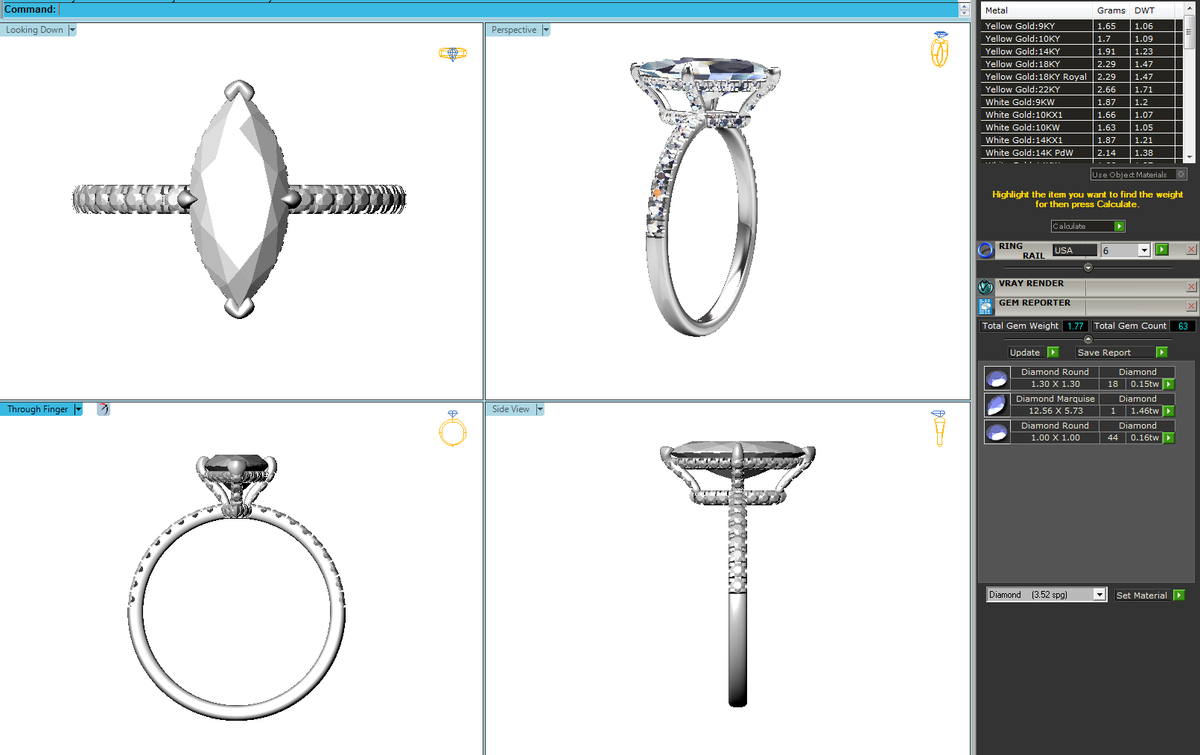 Command:
Looking Down
Perspective
Through Finger
Side View
Metal Grams DWT
Yellow Gold:9KY 1.65 1.06
Yellow Gold:10KY 1.7 1.09
Yellow Gold:14KY 1.91 1.23
Yellow Gold:18KY 2.29 1.47
Yellow Gold:18KY Royal 2.29 1.47
Yellow Gold:22KY 2.66 1.71
White Gold:9KW 1.87 1.2
White Gold:10KX1 1.66 1.07
White Gold:10KW 1.63 1.05
White Gold:14KX1 1.87 1.21
White Gold:14K PdW 2.14 1.38
Use Object Materials
Highlight the item you want to find the weight
for then press Calculate.
Calculate
RING
RAIL USA 6
VRAY RENDER
GEM REPORTER
Total Gem Weight 1.77 Total Gem Count 63
Update Save Report
Diamond Round Diamond
1.30 X 1.30 18 0.15tw
Diamond Marquise Diamond
12.56 X 5.73 1 1.46tw
Diamond Round Diamond
1.00 X 1.00 44 0.16tw
Diamond (3.52 spg) Set Material